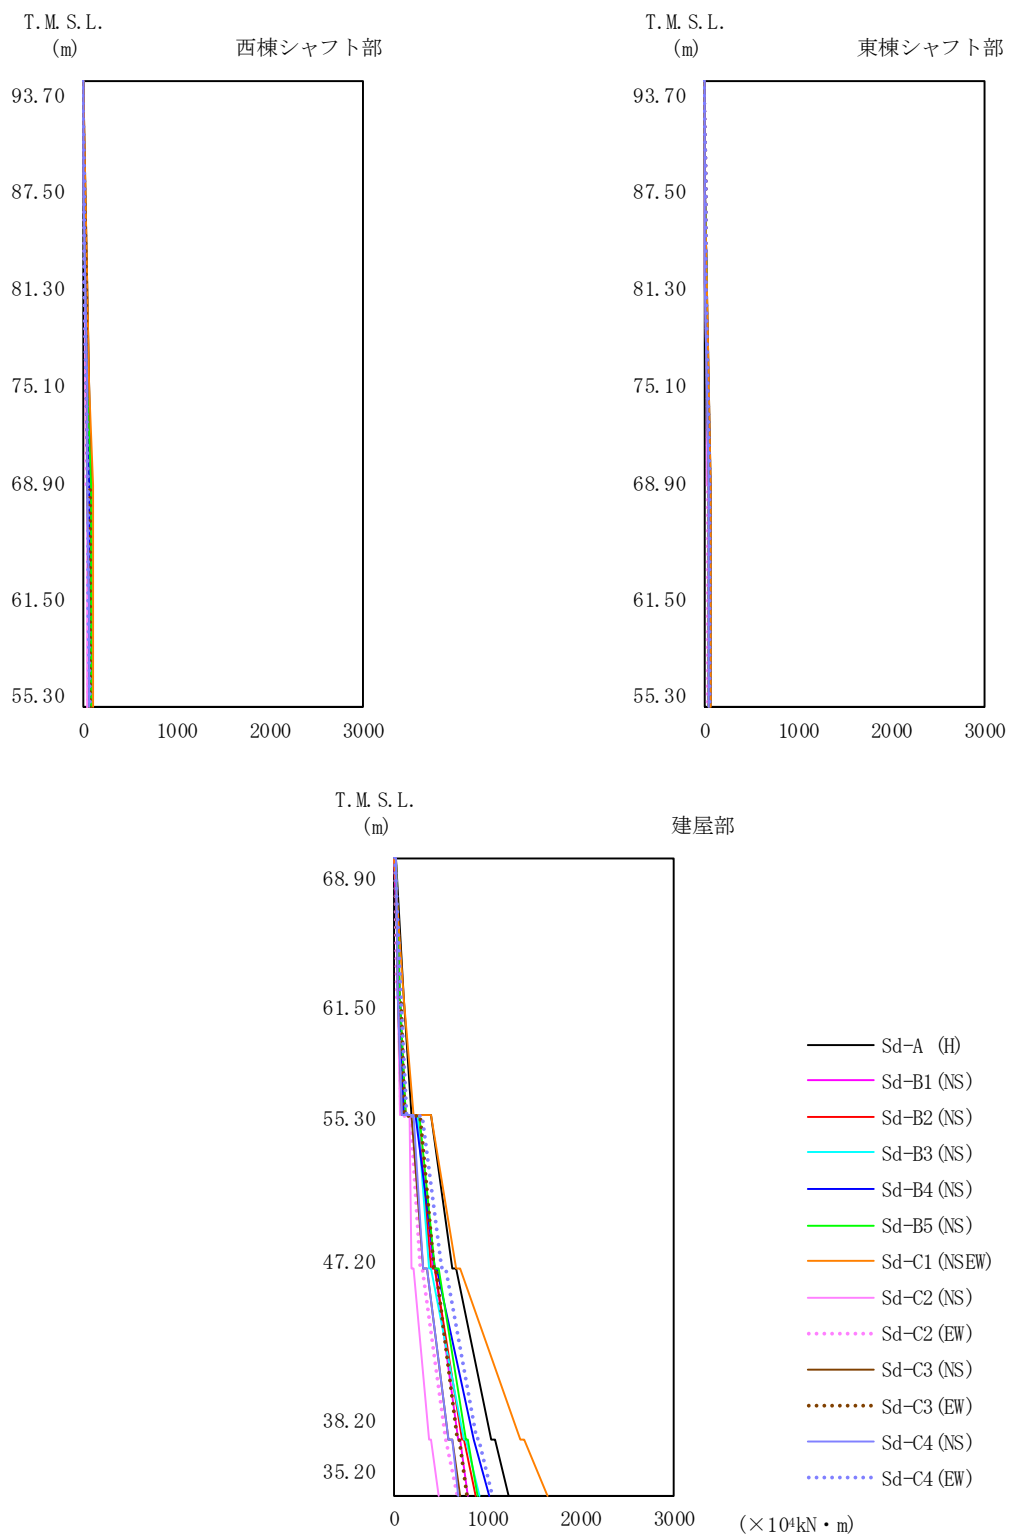 T.M.S.L.
(m)
西棟シャフト部
93.70
87.50
81.30
75.10
68.90
61.50
55.30
0 1000 2000 3000
T.M.S.L.
(m)
東棟シャフト部
93.70
87.50
81.30
75.10
68.90
61.50
55.30
0 1000 2000 3000
T.M.S.L.
(m)
建屋部
68.90
61.50
55.30
47.20
38.20
35.20
0 1000 2000 3000
(×10⁴kN・m)
Sd-A (H)
Sd-B1(NS)
Sd-B2(NS)
Sd-B3(NS)
Sd-B4(NS)
Sd-B5(NS)
Sd-C1(NSEW)
Sd-C2(NS)
Sd-C2(EW)
Sd-C3(NS)
Sd-C3(EW)
Sd-C4(NS)
Sd-C4(EW)